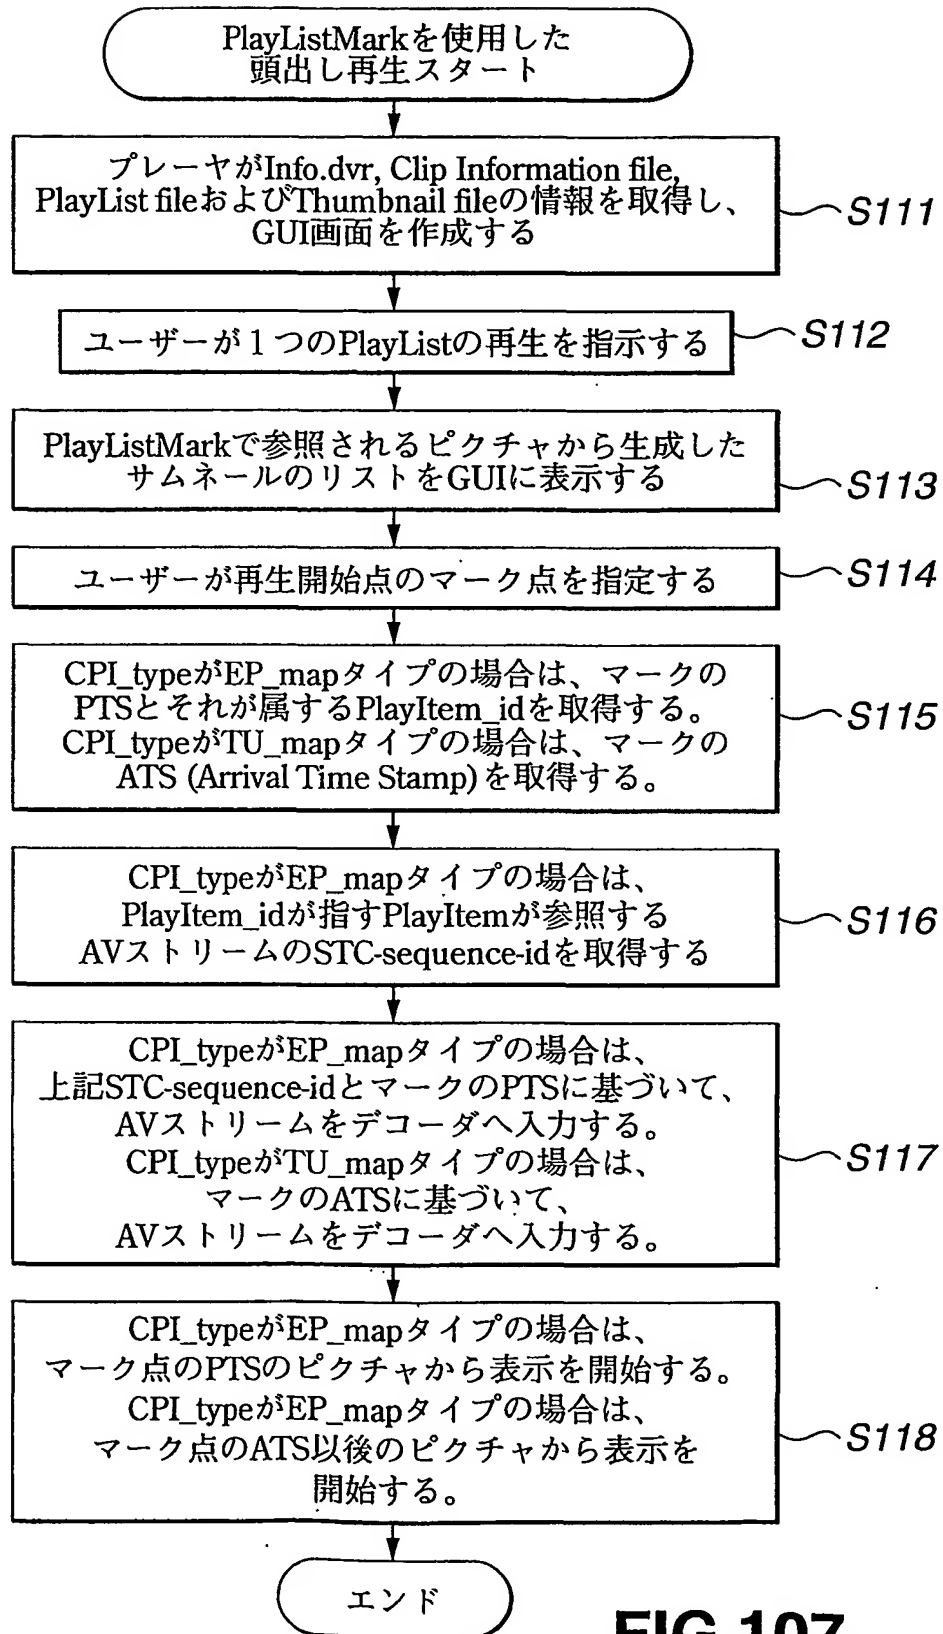 PlayListMarkを使用した
頭出し再生スタート
プレーヤがInfo.dvr, Clip Information file,
PlayList fileおよびThumbnail fileの情報を取得し、
GUI画面を作成する
S111
ユーザーが1つのPlayListの再生を指示する
S112
PlayListMarkで参照されるピクチャから生成した
サムネールのリストをGUIに表示する
S113
ユーザーが再生開始点のマーク点を指定する
S114
CPI_typeがEP_mapタイプの場合は、マークの
PTSとそれが属するPlayItem_idを取得する。
CPI_typeがTU_mapタイプの場合は、マークの
ATS (Arrival Time Stamp)を取得する。
S115
CPI_typeがEP_mapタイプの場合は、
PlayItem_idが指すPlayItemが参照する
AVストリームのSTC-sequence-idを取得する
S116
CPI_typeがEP_mapタイプの場合は、
上記STC-sequence-idとマークのPTSに基づいて、
AVストリームをデコーダへ入力する。
CPI_typeがTU_mapタイプの場合は、
マークのATSに基づいて、
AVストリームをデコーダへ入力する。
S117
CPI_typeがEP_mapタイプの場合は、
マーク点のPTSのピクチャから表示を開始する。
CPI_typeがEP_mapタイプの場合は、
マーク点のATS以後のピクチャから表示を
開始する。
S118
エンド
FIG.107